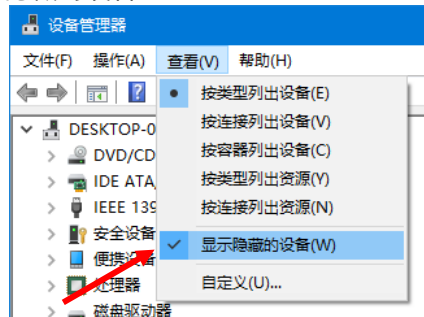 设备管理器
文件(F) 操作(A) 查看(V) 帮助(H)
按类型列出设备(E)
按连接列出设备(V)
按容器列出设备(C)
按类型列出资源(Y)
按连接列出资源(N)
显示隐藏的设备(W)
自定义(U)...
DESKTOP-0
DVD/CD
IDE ATA
IEEE 139
安全设备
便携设备
处理器
磁盘驱动器